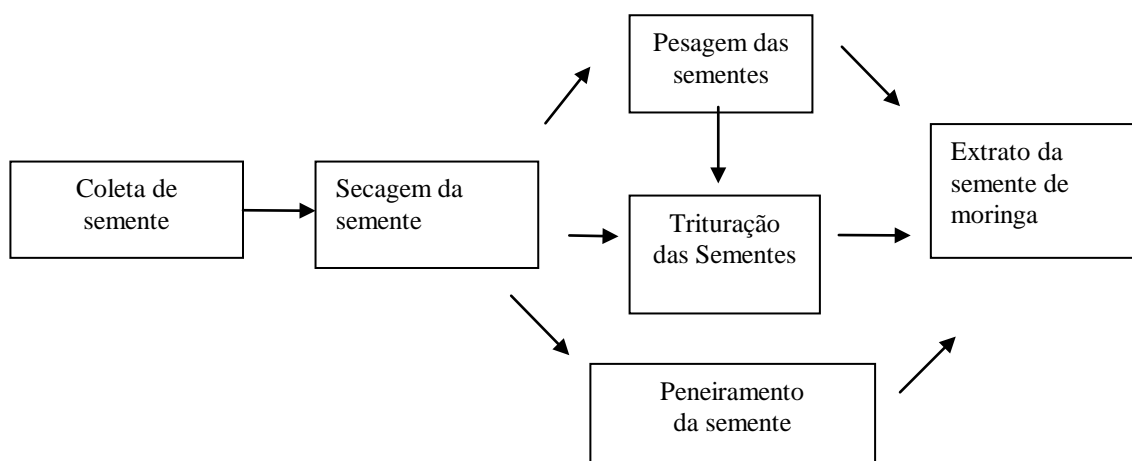 Coleta de
semente
Secagem da
semente
Pesagem das
sementes
Trituração
das Sementes
Peneiramento
da semente
Extrato da
semente de
moringa